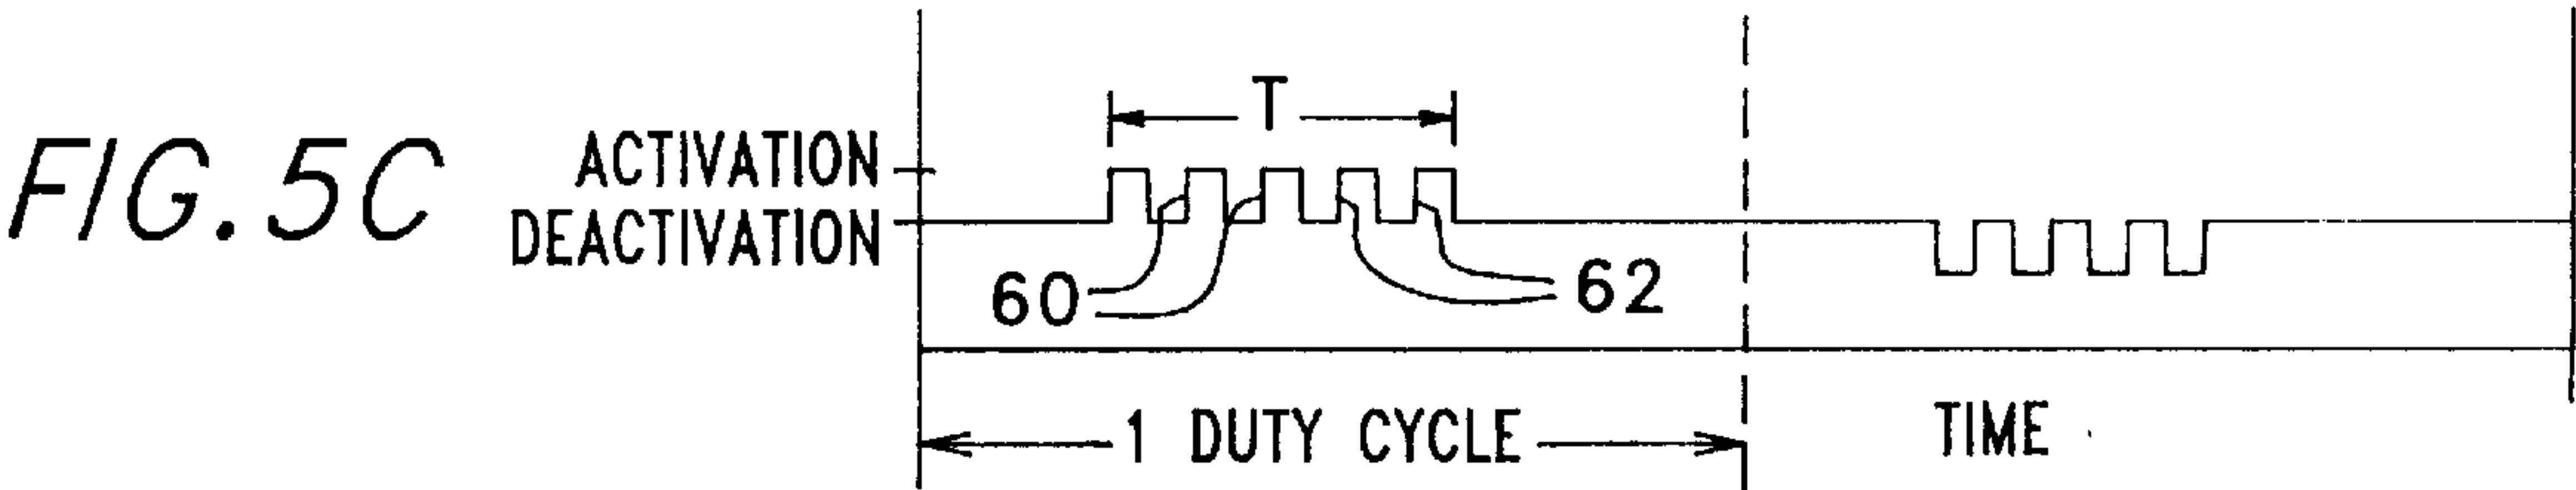 FIG. 5C
ACTIVATION
DEACTIVATION
T
60
62
1 DUTY CYCLE
TIME